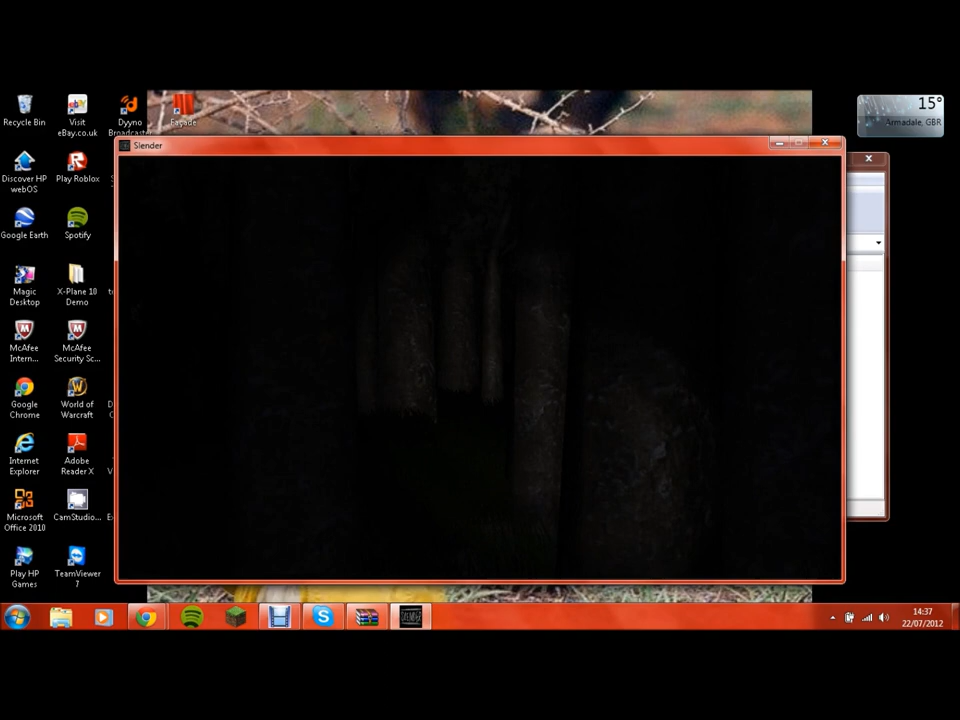 Recycle Bin
Visit
eBay.co.uk
Dyyno
Broadcaster
Façade
15°
Armadale, GBR
Slender
Discover HP
webOS
Play Roblox
Google Earth
Spotify
Magic
Desktop
X-Plane 10
Demo
McAfee
Intern...
McAfee
Security Sc...
Google
Chrome
World of
Warcraft
Internet
Explorer
Adobe
Reader X
Microsoft
Office 2010
CamStudio...
Play HP
Games
TeamViewer
7
14:37
22/07/2012